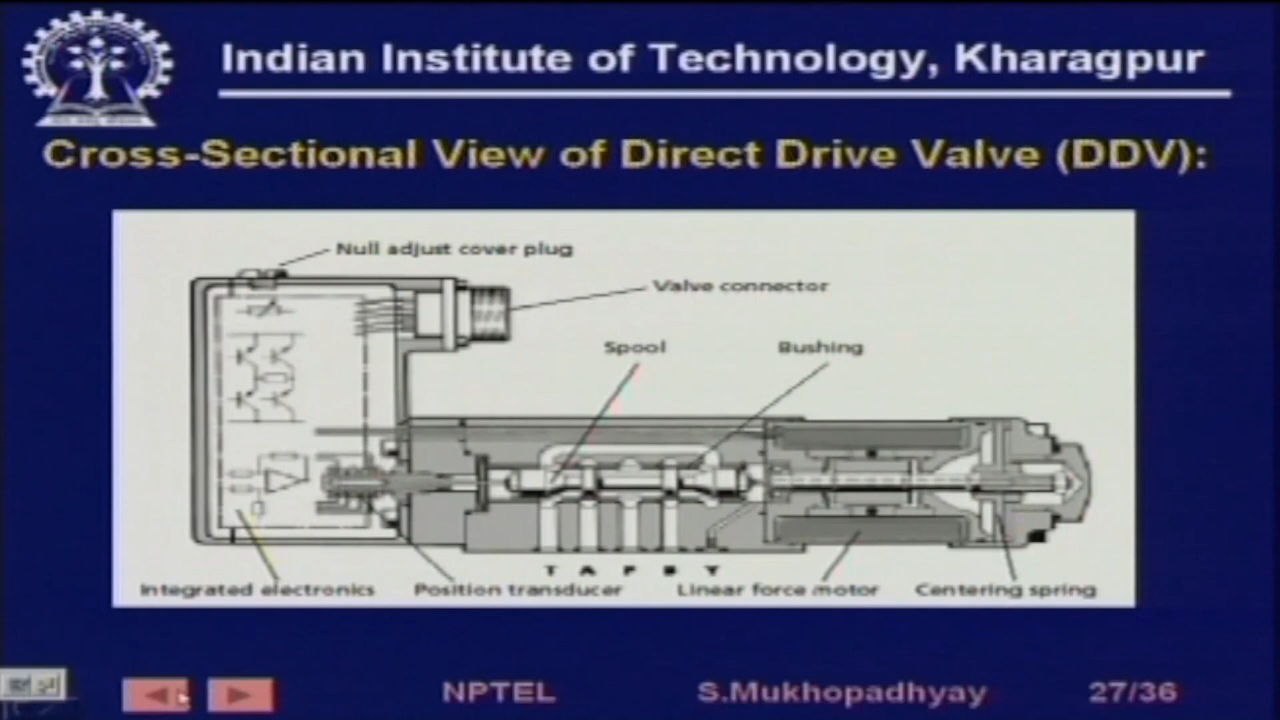 Indian Institute of Technology, Kharagpur
Cross-Sectional View of Direct Drive Valve (DDV):
Null adjust cover plug
Valve connector
Spool
Bushing
T A P B Y
Integrated electronics
Position transducer
Linear force motor
Centering spring
NPTEL
S.Mukhopadhyay
27/36